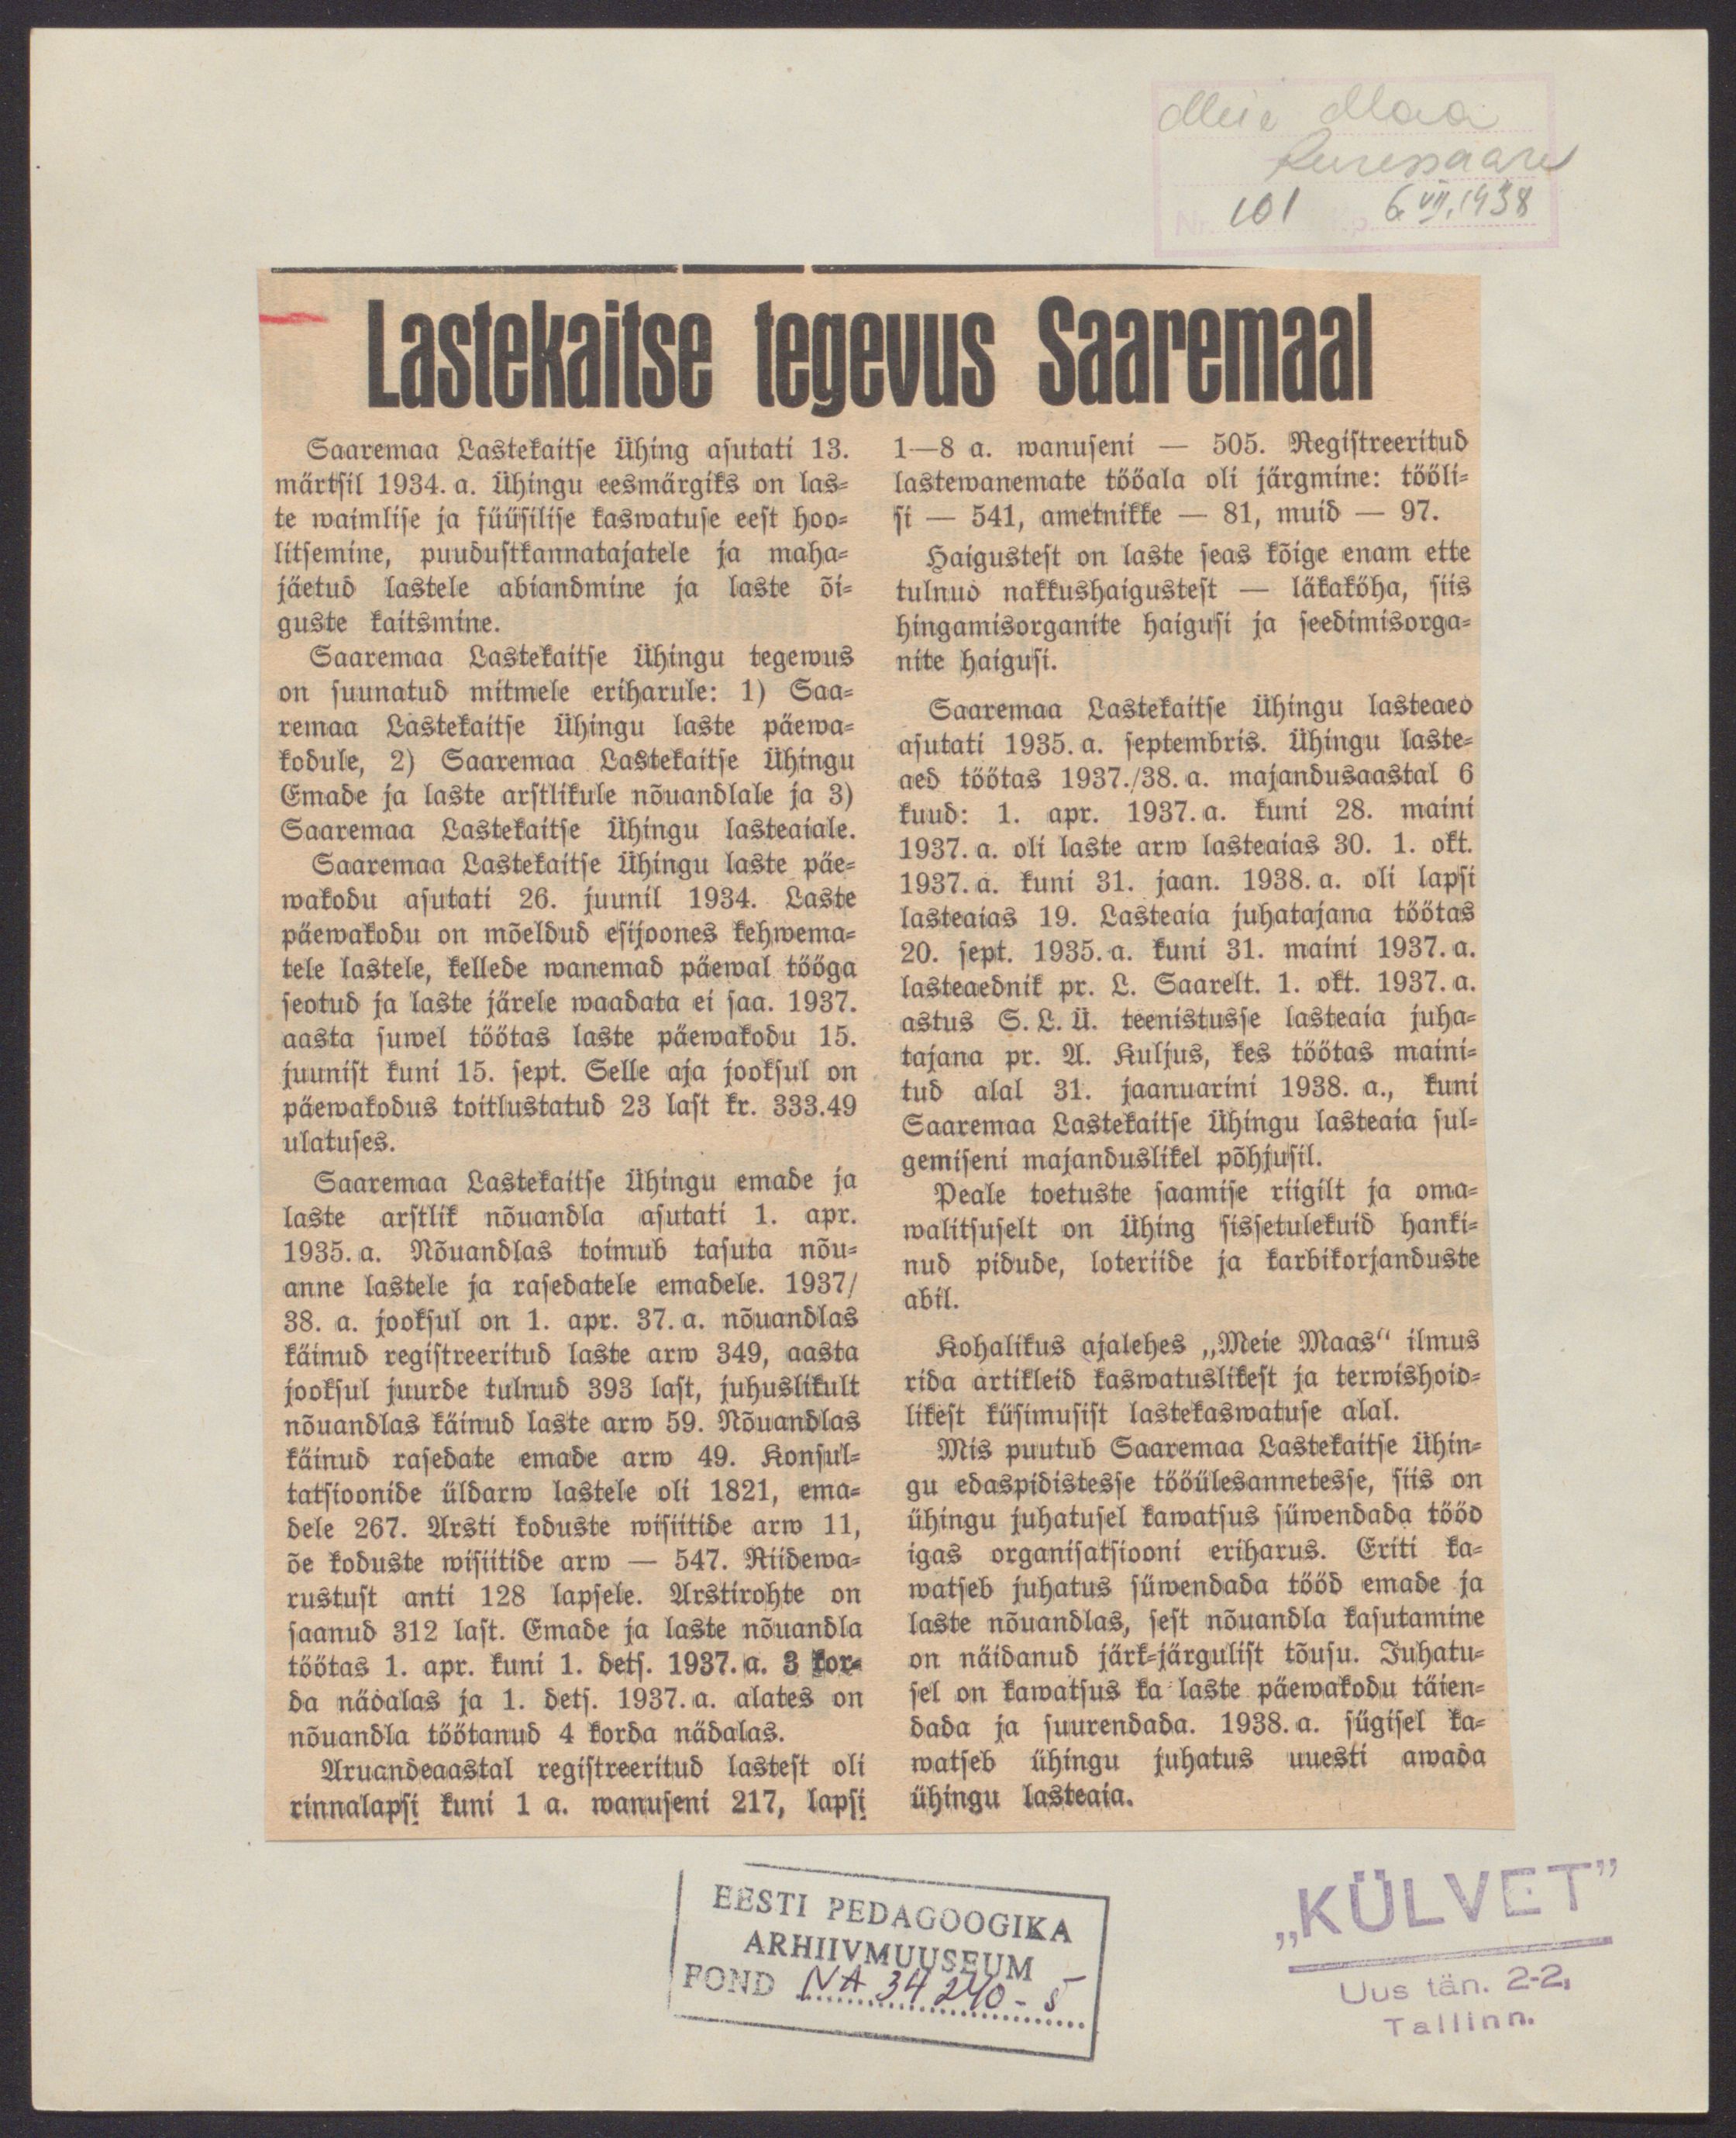 Meie Maa
Kuressaare
Nr. 101 Kp. 6.VII.1938
Lastekaitse tegevus Saaremaal
Saaremaa Lastekaitse Ühing asutati 13.
märtsil 1934. a. Ühingu eesmärgiks on las-
te waimlise ja füüsilise kaswatuse eest hoo-
litsemine, puudustkannatajatele ja maha-
jäetud lastele abiandmine ja laste õi-
guste kaitsmine.
Saaremaa Lastekaitse Ühingu tegewus
on suunatud mitmele eriharule: 1) Saa-
remaa Lastekaitse Ühingu laste päewa-
kodule, 2) Saaremaa Lastekaitse Ühingu
Emade ja laste arstlikule nõuandlale ja 3)
Saaremaa Lastekaitse Ühingu lasteaiale.
Saaremaa Lastekaitse Ühingu laste päe-
wakodu asutati 26. juunil 1934. Laste
päewakodu on mõeldud esijoones kehwema-
tele lastele, kellede wanemad päewal tööga
seotud ja laste järele waadata ei saa. 1937.
aasta suwel töötas laste päewakodu 15.
juunist kuni 15. sept. Selle aja jooksul on
päewakodus toitlustatud 23 last kr. 333.49
ulatuses.
Saaremaa Lastekaitse Ühingu emade ja
laste arstlik nõuandla asutati 1. apr.
1935. a. Nõuandlas toimub tasuta nõu-
anne lastele ja rasedatele emadele. 1937/
38. a. jooksul on 1. apr. 37. a. nõuandlas
käinud registreeritud laste arw 349, aasta
jooksul juurde tulnud 393 last, juhuslikult
nõuandlas käinud laste arw 59. Nõuandlas
käinud rasedate emade arw 49. Konsul-
tatsioonide üldarw lastele oli 1821, ema-
dele 267. Arsti koduste wisiitide arw 11,
õe koduste wisiitide arw — 547. Riidewa-
rustust anti 128 lapsele. Arstirohte on
saanud 312 last. Emade ja laste nõuandla
töötas 1. apr. kuni 1. dets. 1937. a. 3 kor-
da nädalas ja 1. dets. 1937. a. alates on
nõuandla töötanud 4 korda nädalas.
Aruandeaastal registreeritud lastest oli
rinnalapsi kuni 1 a. wanuseni 217, lapsi
1—8 a. wanuseni — 505. Registreeritud
lastewanemate tööala oli järgmine: tööli-
si — 541, ametnikke — 81, muid — 97.
Haigustest on laste seas kõige enam ette
tulnud nakkushaigustest — läkaköha, siis
hingamisorganite haigusi ja seedimisorga-
nite haigusi.
Saaremaa Lastekaitse Ühingu lasteaed
asutati 1935. a. septembris. Ühingu laste-
aed töötas 1937./38. a. majandusaastal 6
kuud: 1. apr. 1937. a. kuni 28. maini
1937. a. oli laste arw lasteaias 30. 1. okt.
1937. a. kuni 31. jaan. 1938. a. oli lapsi
lasteaias 19. Lasteaia juhatajana töötas
20. sept. 1935. a. kuni 31. maini 1937. a.
lasteaednik pr. L. Saarelt. 1. okt. 1937. a.
astus S. L. Ü. teenistusse lasteaia juha-
tajana pr. A. Kuljus, kes töötas maini-
tud alal 31. jaanuarini 1938. a., kuni
Saaremaa Lastekaitse Ühingu lasteaia sul-
gemiseni majanduslikel põhjusil.
Peale toetuste saamise riigilt ja oma-
walitsuselt on Ühing sissetulekuid hanki-
nud pidude, loteriide ja karbikorjanduste
abil.
Kohalikus ajalehes „Meie Maas“ ilmus
rida artikleid kaswatuslikest ja terwishoid-
likest küsimusist lastekaswatuse alal.
Mis puutub Saaremaa Lastekaitse Ühin-
gu edaspidistesse tööülesannetesse, siis on
ühingu juhatusel kawatsus süwendada tööd
igas organisatsiooni eriharus. Eriti ka-
watseb juhatus süwendada tööd emade ja
laste nõuandlas, sest nõuandla kasutamine
on näidanud järk-järgulist tõusu. Juhatu-
sel on kawatsus ka laste päewakodu täien-
dada ja suurendada. 1938. a. sügisel ka-
watseb ühingu juhatus uuesti awada
ühingu lasteaia.
EESTI PEDAGOOGIKA
ARHIIVMUUSEUM
FOND NA 34 240-5
„KÜLVET”
Uus tän. 2-2,
Tallinn.